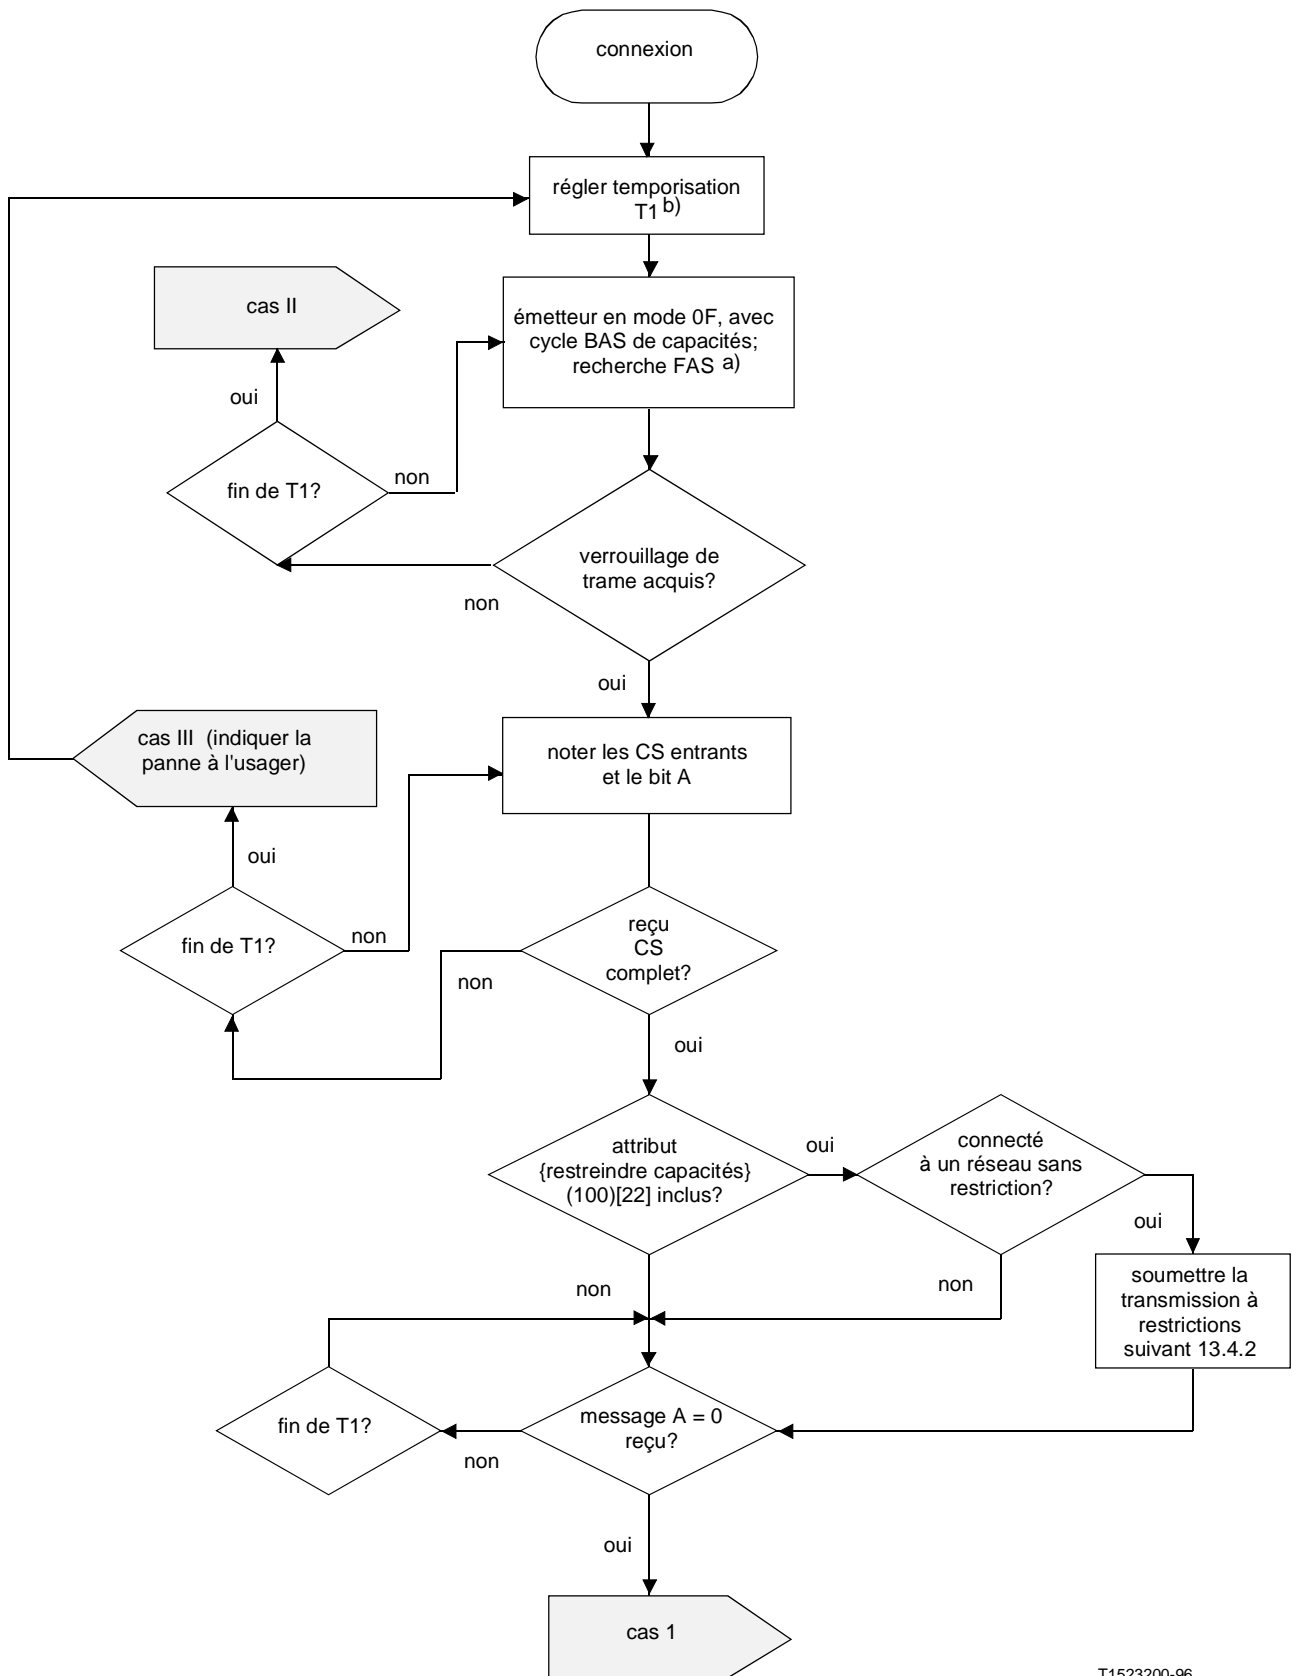 connexion
régler temporisation
T1 b)
cas II
émetteur en mode 0F, avec
cycle BAS de capacités;
recherche FAS a)
oui
fin de T1?
non
verrouillage de
trame acquis?
non
oui
cas III (indiquer la
panne à l'usager)
noter les CS entrants
et le bit A
oui
fin de T1?
non
reçu
CS
complet?
non
oui
attribut
{restreindre capacités}
(100)[22] inclus?
oui
connecté
à un réseau sans
restriction?
oui
non
non
soumettre la
transmission à
restrictions
suivant 13.4.2
fin de T1?
message A = 0
reçu?
non
oui
cas 1
T1523200-96